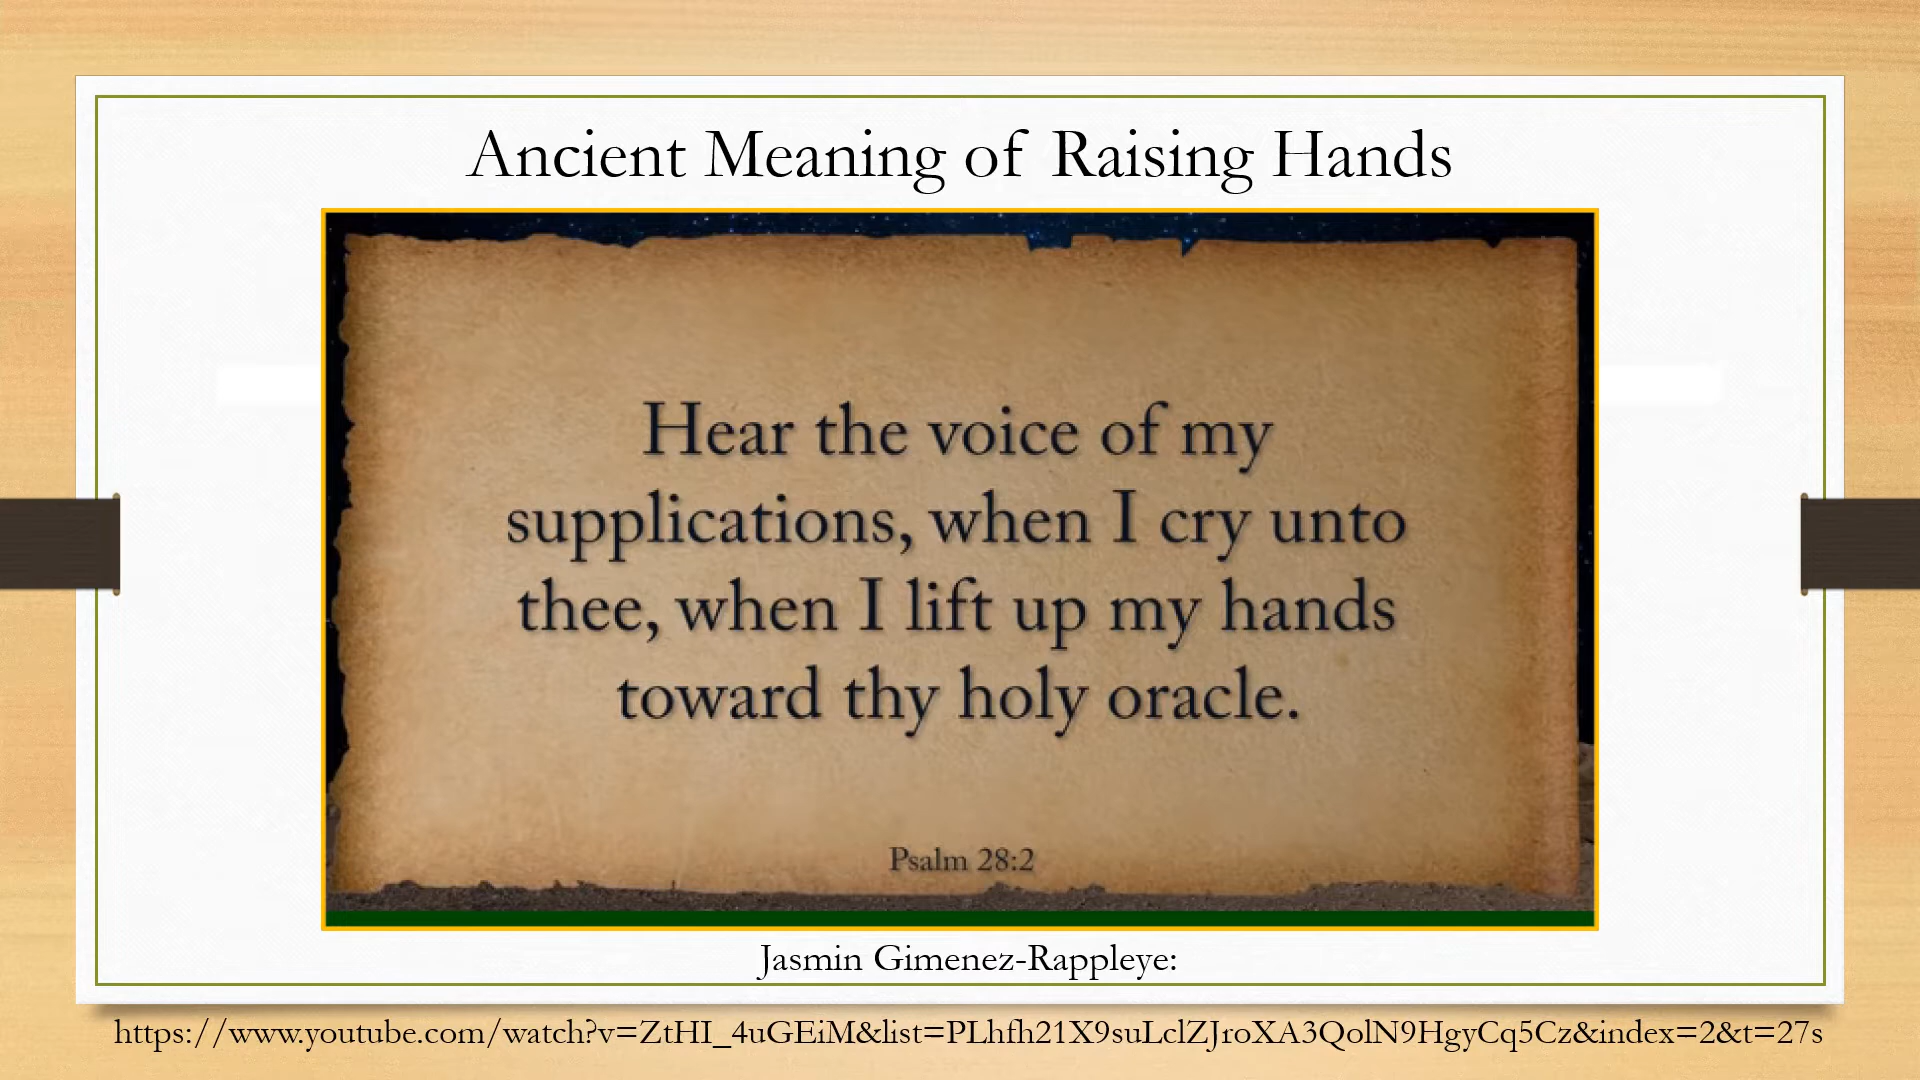 Ancient Meaning of Raising Hands
Hear the voice of my
supplications, when I cry unto
thee, when I lift up my hands
toward thy holy oracle.
Psalm 28:2
Jasmin Gimenez-Rappleye:
https://www.youtube.com/watch?v=ZtHI_4uGEiM&list=PLhfh21X9suLclZJroXA3QolN9HgyCq5Cz&index=2&t=27s